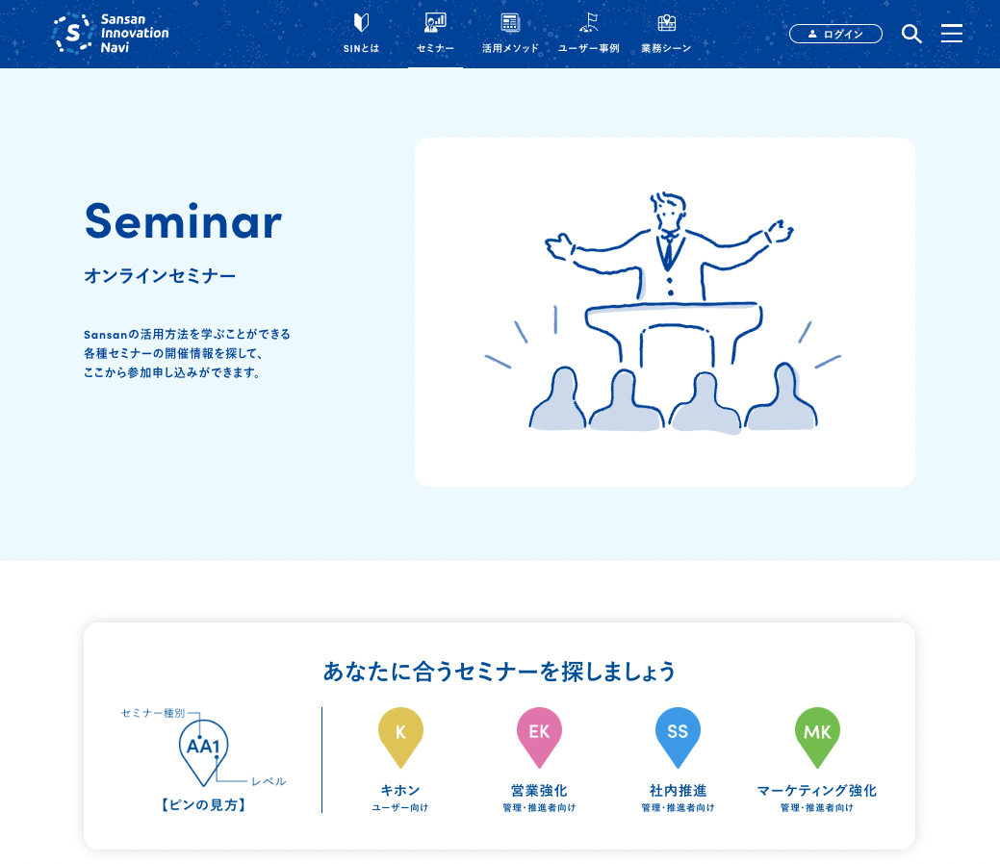 Sansan
Innovation
Navi
SINとは
セミナー
活用メソッド
ユーザー事例
業務シーン
ログイン
Seminar
オンラインセミナー
Sansanの活用方法を学ぶことができる
各種セミナーの開催情報を探して、
ここから参加申し込みができます。
あなたに合うセミナーを探しましょう
セミナー種別
AA1
レベル
【ピンの見方】
K
キホン
ユーザー向け
EK
営業強化
管理・推進者向け
SS
社内推進
管理・推進者向け
MK
マーケティング強化
管理・推進者向け